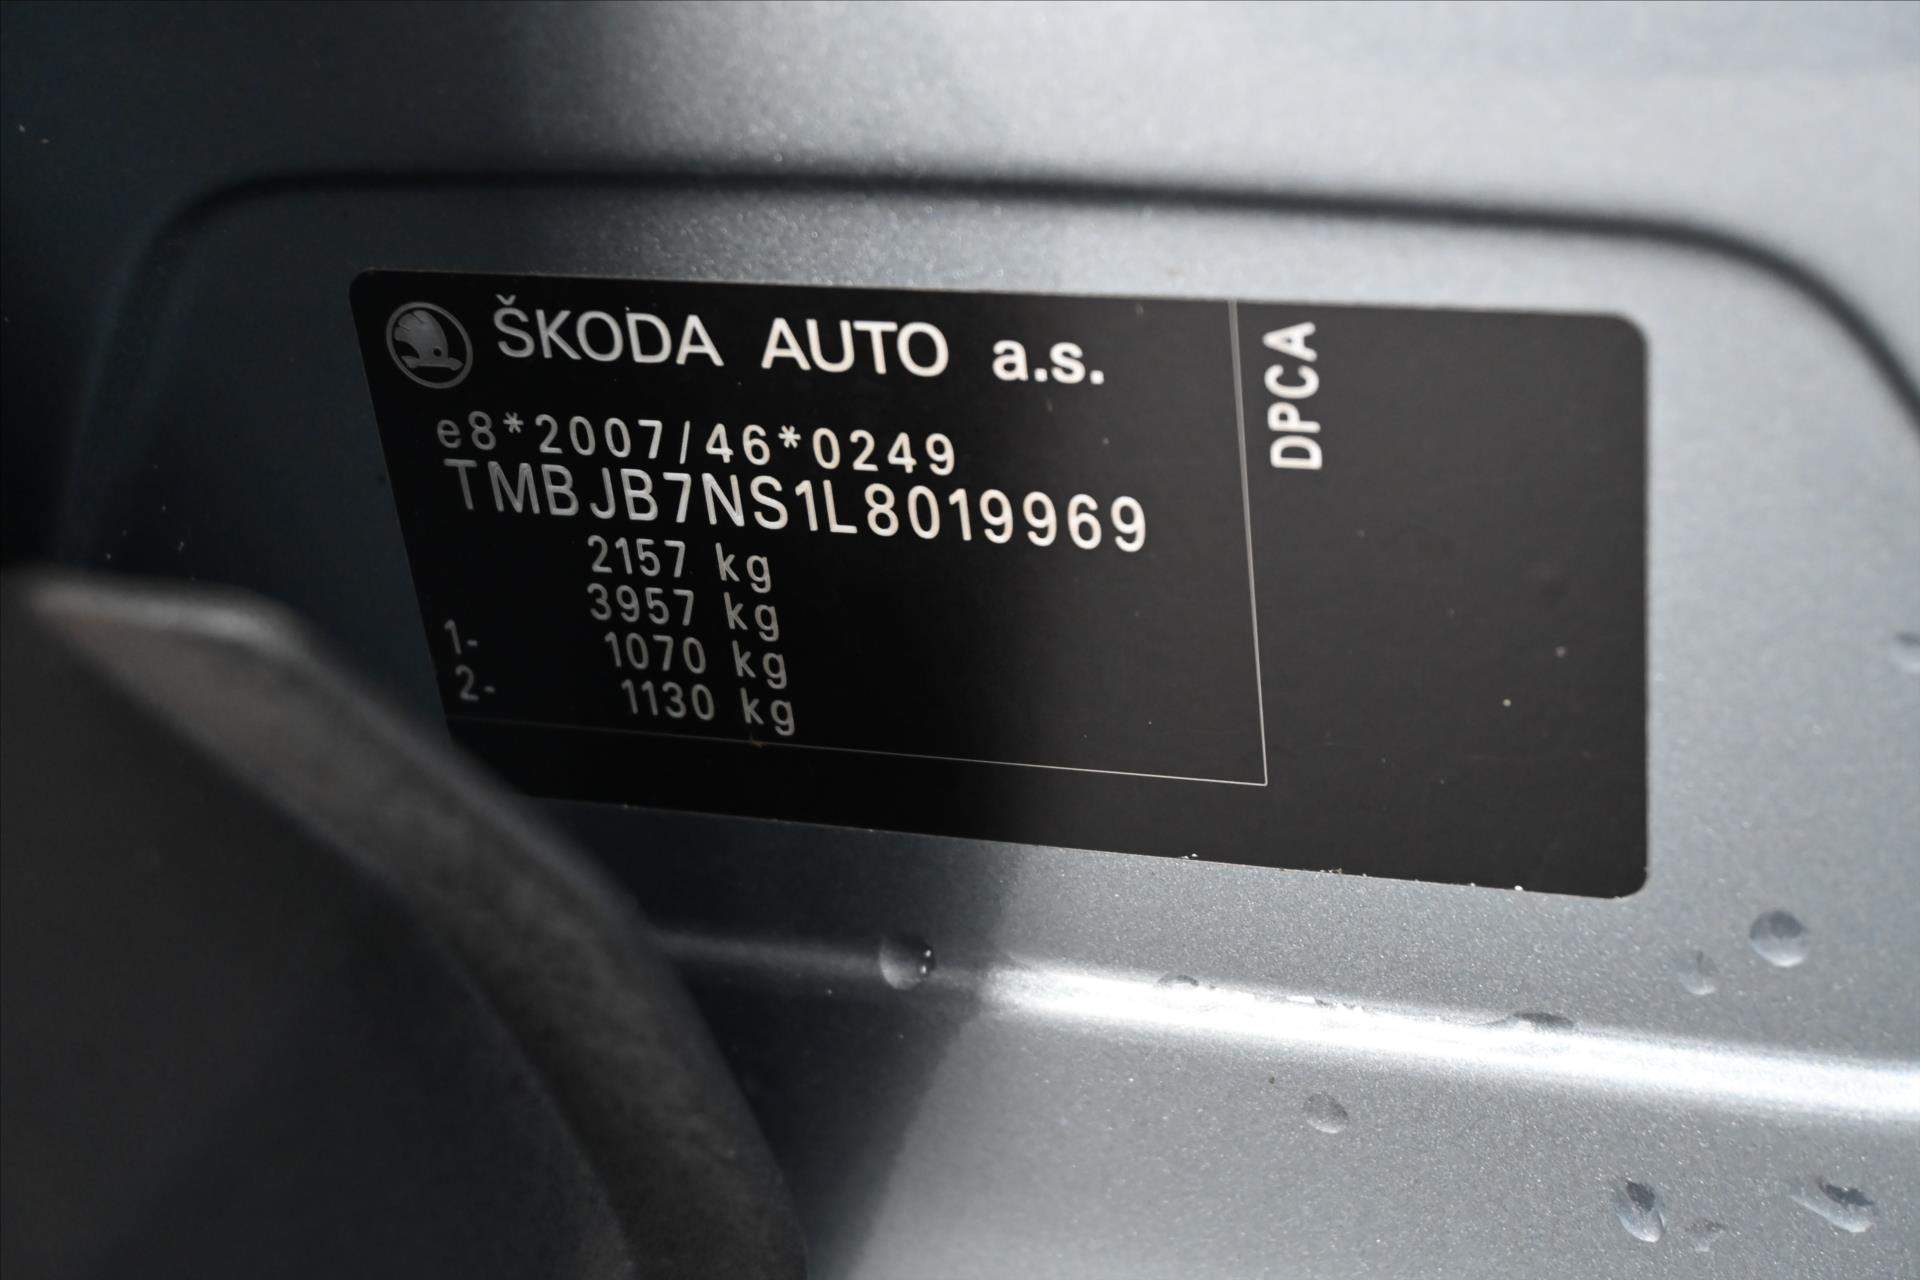 ŠKODA AUTO a.s.
e8*2007/46*0249
TMBJB7NS1L8019969
2157 kg
3957 kg
1- 1070 kg
2- 1130 kg
DPCA